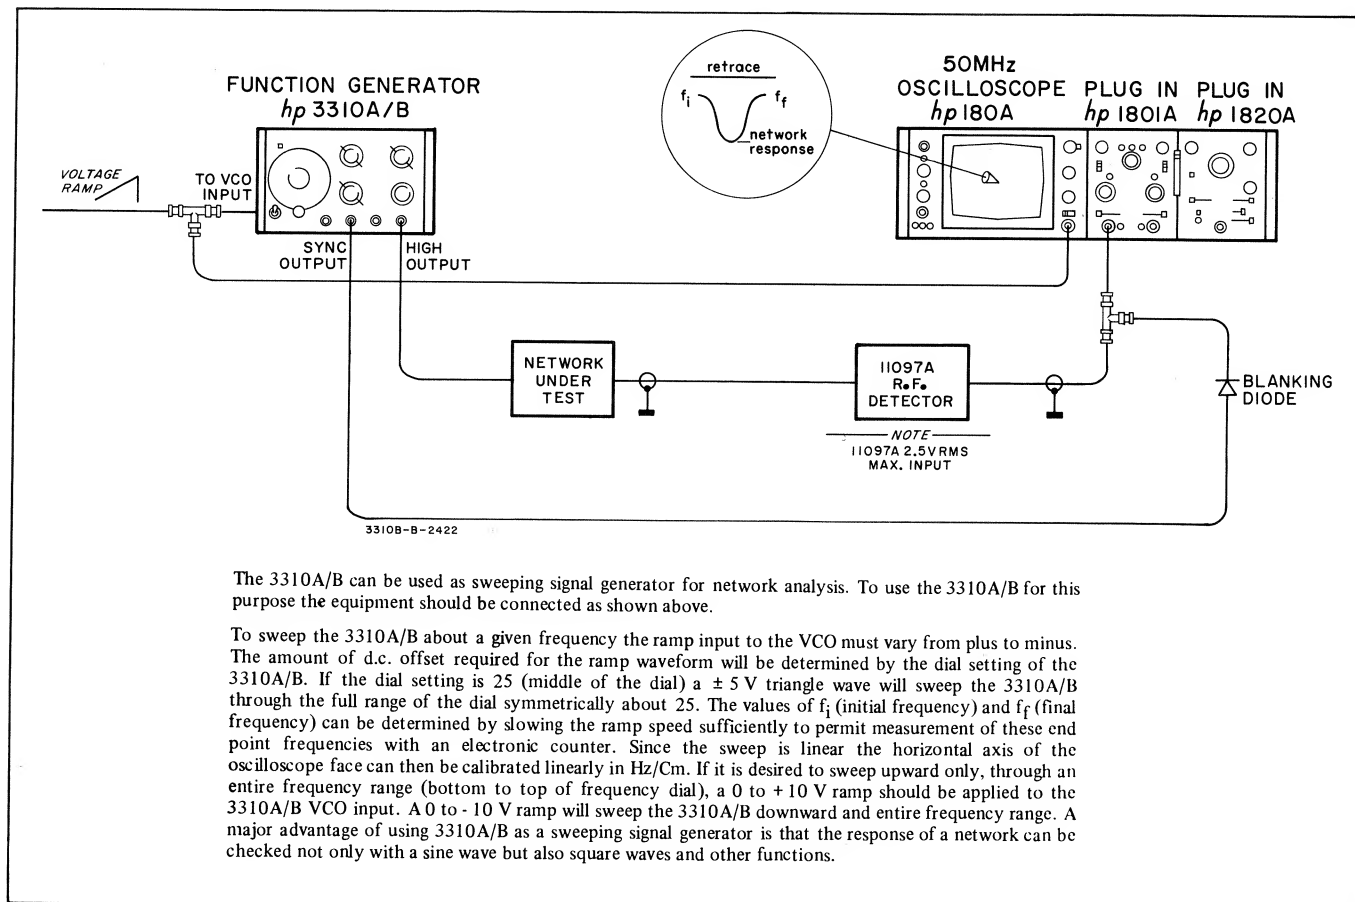 FUNCTION GENERATOR
hp 3310A/B
VOLTAGE
RAMP
TO VCO
INPUT
SYNC
OUTPUT
HIGH
OUTPUT
retrace
fi
ff
network
response
50MHz
OSCILLOSCOPE
hp 180A
PLUG IN
hp 1801A
PLUG IN
hp 1820A
NETWORK
UNDER
TEST
11097A
R.F.
DETECTOR
NOTE
11097A 2.5V RMS
MAX. INPUT
BLANKING
DIODE
3310B-B-2422
The 3310A/B can be used as sweeping signal generator for network analysis. To use the 3310A/B for this
purpose the equipment should be connected as shown above.
To sweep the 3310A/B about a given frequency the ramp input to the VCO must vary from plus to minus.
The amount of d.c. offset required for the ramp waveform will be determined by the dial setting of the
3310A/B. If the dial setting is 25 (middle of the dial) a ± 5 V triangle wave will sweep the 3310A/B
through the full range of the dial symmetrically about 25. The values of fi (initial frequency) and ff (final
frequency) can be determined by slowing the ramp speed sufficiently to permit measurement of these end
point frequencies with an electronic counter. Since the sweep is linear the horizontal axis of the
oscilloscope face can then be calibrated linearly in Hz/Cm. If it is desired to sweep upward only, through an
entire frequency range (bottom to top of frequency dial), a 0 to + 10 V ramp should be applied to the
3310A/B VCO input. A 0 to - 10 V ramp will sweep the 3310A/B downward and entire frequency range. A
major advantage of using 3310A/B as a sweeping signal generator is that the response of a network can be
checked not only with a sine wave but also square waves and other functions.